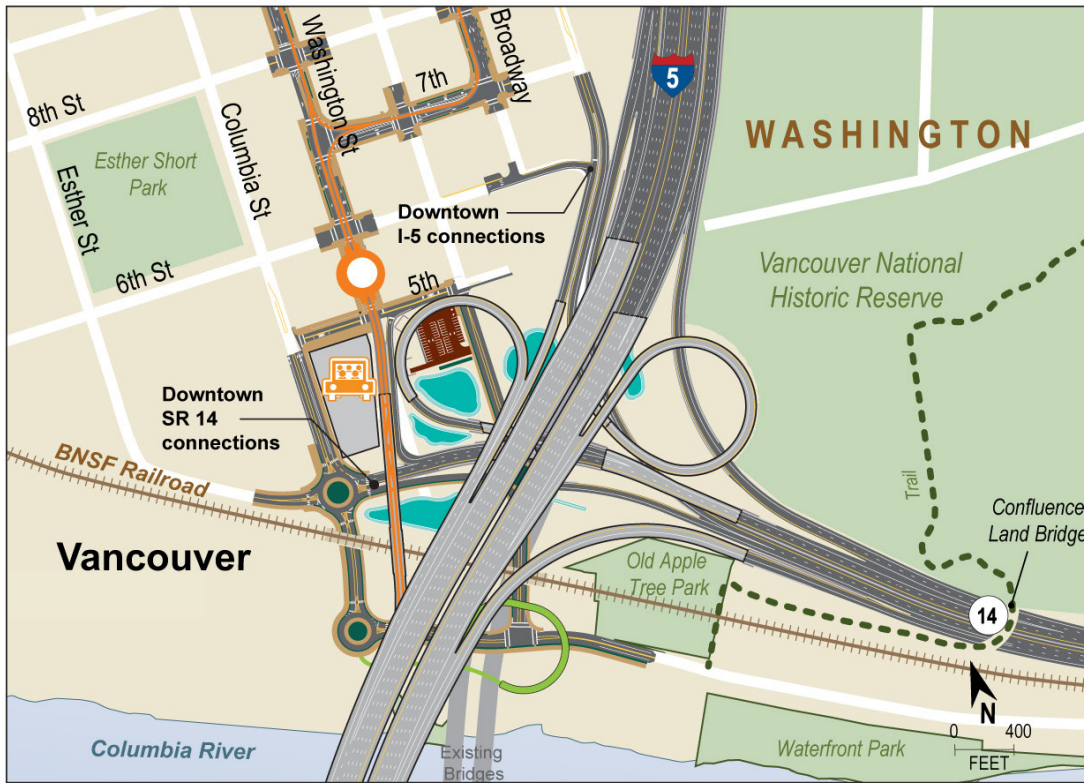 8th St
Washington St
7th
Broadway
5
WASHINGTON
Esther Short
Park
Columbia St
Esther St
6th St
Downtown
I-5 connections
5th
Vancouver National
Historic Reserve
Downtown
SR 14
connections
BNSF Railroad
Trail
Confluence
Land Bridge
Vancouver
Old Apple
Tree Park
14
N
0 400
FEET
Columbia River
Existing
Bridges
Waterfront Park